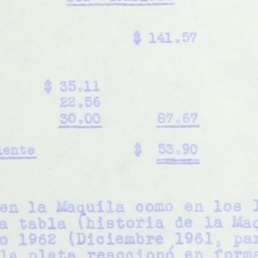 $ 141.57
$ 35.11
22.56
30.00 87.67
iente $ 53.90
en la Maquila como en los
a tabla (historia de la Maq
o 1962 (Diciembre 1961, par
la plata reaccionó en forma